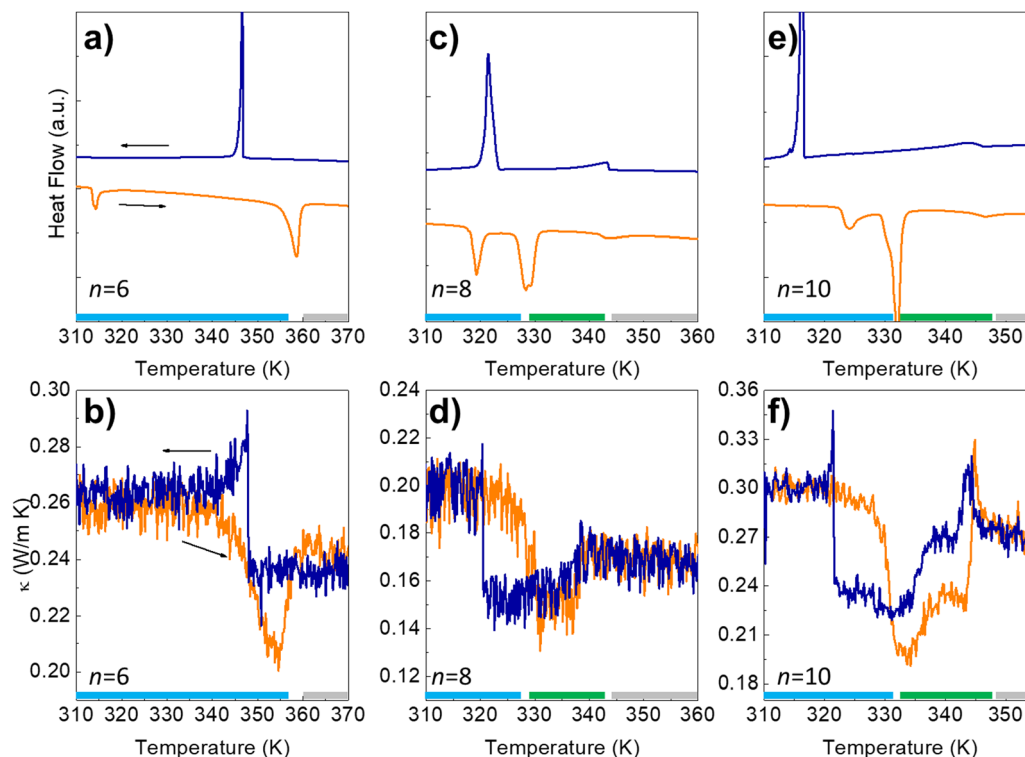 a)
c)
e)
Heat Flow (a.u.)
n=6
n=8
n=10
310 320 330 340 350 360 370
310 320 330 340 350 360
310 320 330 340 350
Temperature (K)
Temperature (K)
Temperature (K)
b)
d)
f)
κ (W/m K)
0.30
0.28
0.26
0.24
0.22
0.20
0.24
0.22
0.20
0.18
0.16
0.14
0.12
0.36
0.33
0.30
0.27
0.24
0.21
0.18
n=6
n=8
n=10
310 320 330 340 350 360 370
310 320 330 340 350 360
310 320 330 340 350
Temperature (K)
Temperature (K)
Temperature (K)